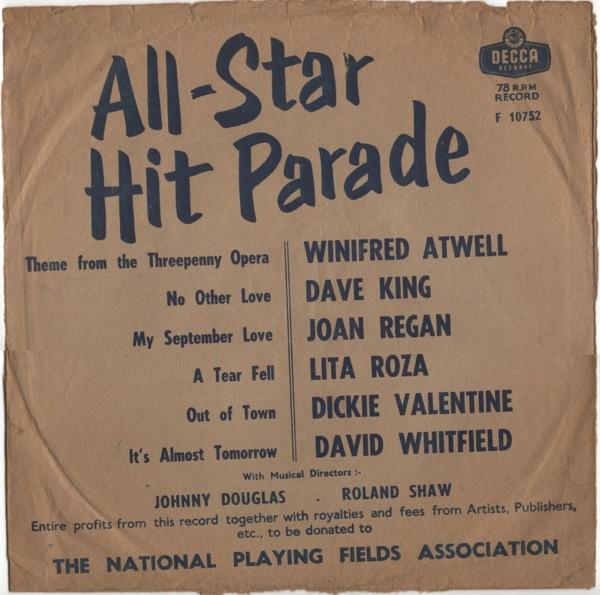 All-Star
Hit Parade
DECCA
RECORDS
78 R.P.M
RECORD
F 10752
Theme from the Threepenny Opera WINIFRED ATWELL
No Other Love DAVE KING
My September Love JOAN REGAN
A Tear Fell LITA ROZA
Out of Town DICKIE VALENTINE
It's Almost Tomorrow DAVID WHITFIELD
With Musical Directors :-
JOHNNY DOUGLAS . ROLAND SHAW
Entire profits from this record together with royalties and fees from Artists, Publishers,
etc., to be donated to
THE NATIONAL PLAYING FIELDS ASSOCIATION